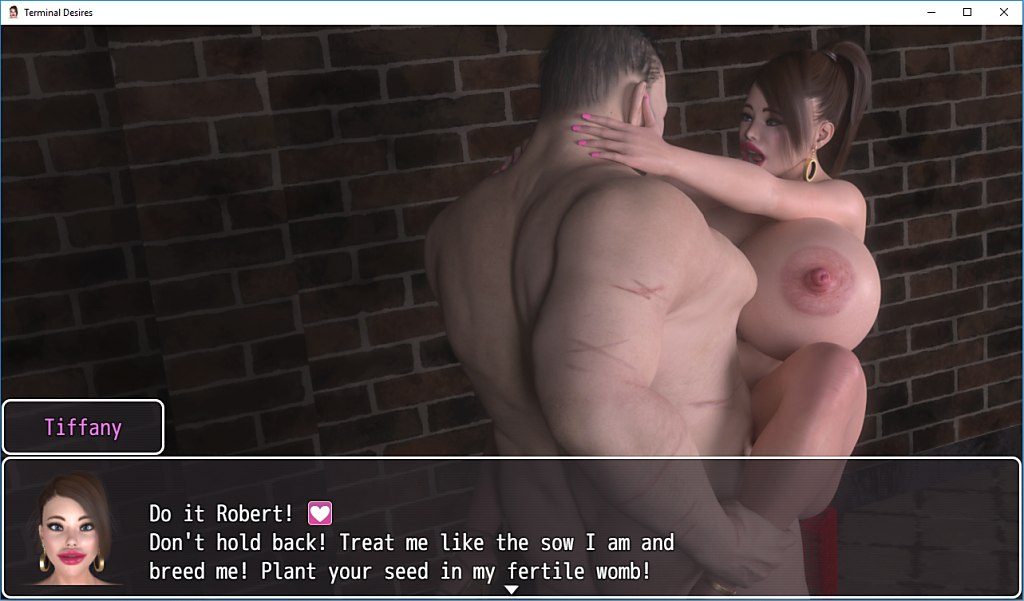 Terminal Desires
Tiffany
Do it Robert!
Don't hold back! Treat me like the sow I am and
breed me! Plant your seed in my fertile womb!